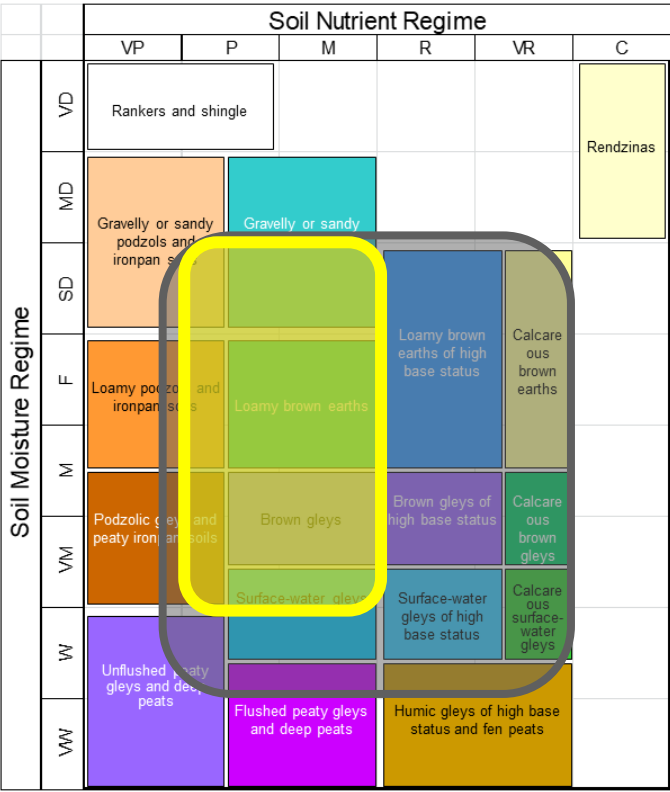 Soil Nutrient Regime
VP P M R VR C
Soil Moisture Regime
VD
MD
SD
F
M
VM
W
VW
Rankers and shingle
Rendzinas
Gravelly or sandy
podzols and
ironpan soils
Gravelly or sandy
Loamy brown
earths of high
base status
Calcare
ous
brown
earths
Loamy podzols and
ironpan soils
Loamy brown earths
Podzolic gleys and
peaty ironpan soils
Brown gleys
Brown gleys of
high base status
Calcare
ous
brown
gleys
Surface-water gleys
Surface-water
gleys of high
base status
Calcare
ous
surface-
water
gleys
Unflushed peaty
gleys and deep
peats
Flushed peaty gleys
and deep peats
Humic gleys of high base
status and fen peats